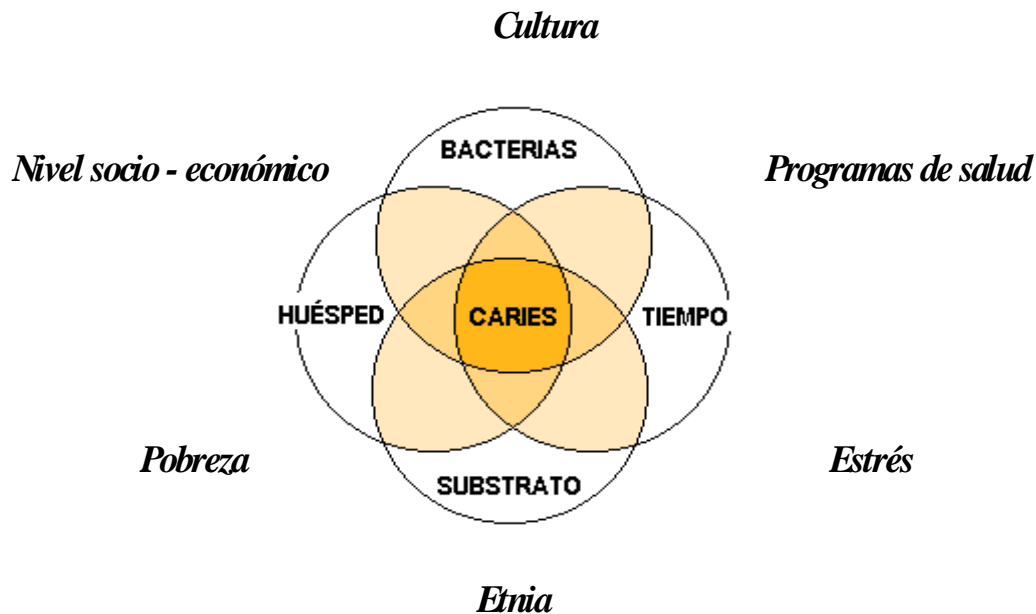 Cultura
BACTERIAS
Nivel socio - económico
Programas de salud
HUÉSPED
CARIES
TIEMPO
Pobreza
Estrés
SUBSTRATO
Etnia